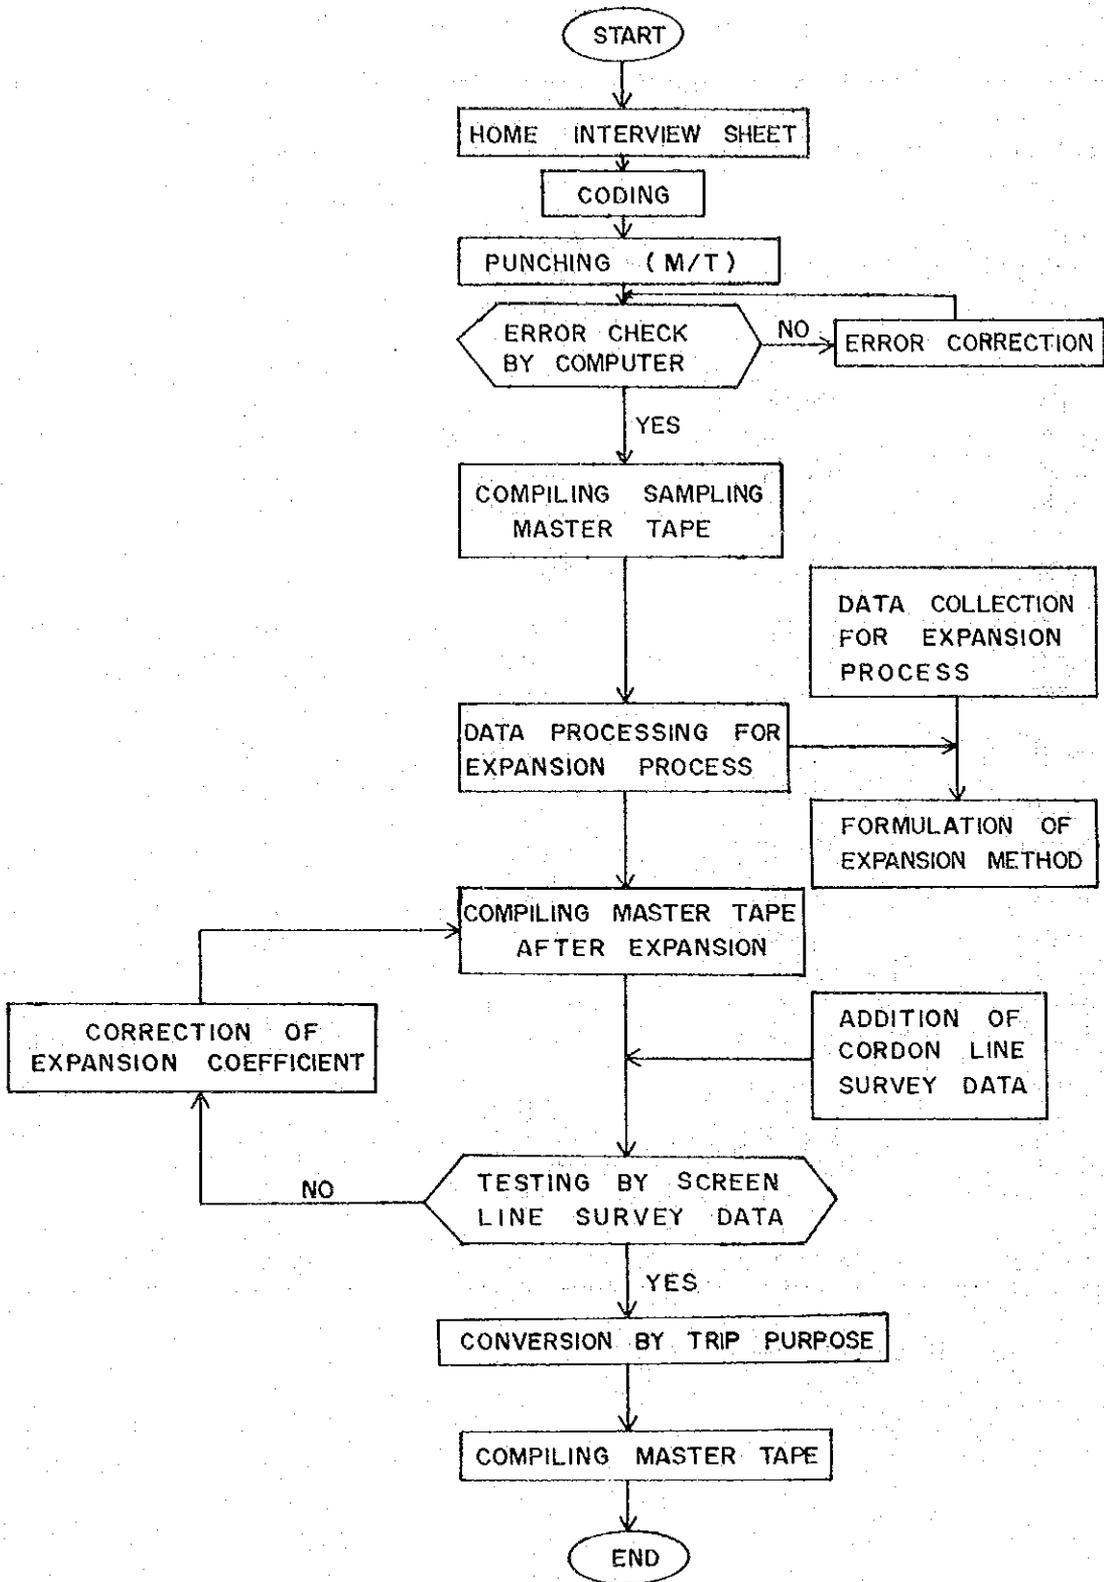 START
HOME INTERVIEW SHEET
CODING
PUNCHING (M/T)
ERROR CHECK
BY COMPUTER
NO
ERROR CORRECTION
YES
COMPILING SAMPLING
MASTER TAPE
DATA COLLECTION
FOR EXPANSION
PROCESS
DATA PROCESSING FOR
EXPANSION PROCESS
FORMULATION OF
EXPANSION METHOD
COMPILING MASTER TAPE
AFTER EXPANSION
CORRECTION OF
EXPANSION COEFFICIENT
ADDITION OF
CORDON LINE
SURVEY DATA
NO
TESTING BY SCREEN
LINE SURVEY DATA
YES
CONVERSION BY TRIP PURPOSE
COMPILING MASTER TAPE
END